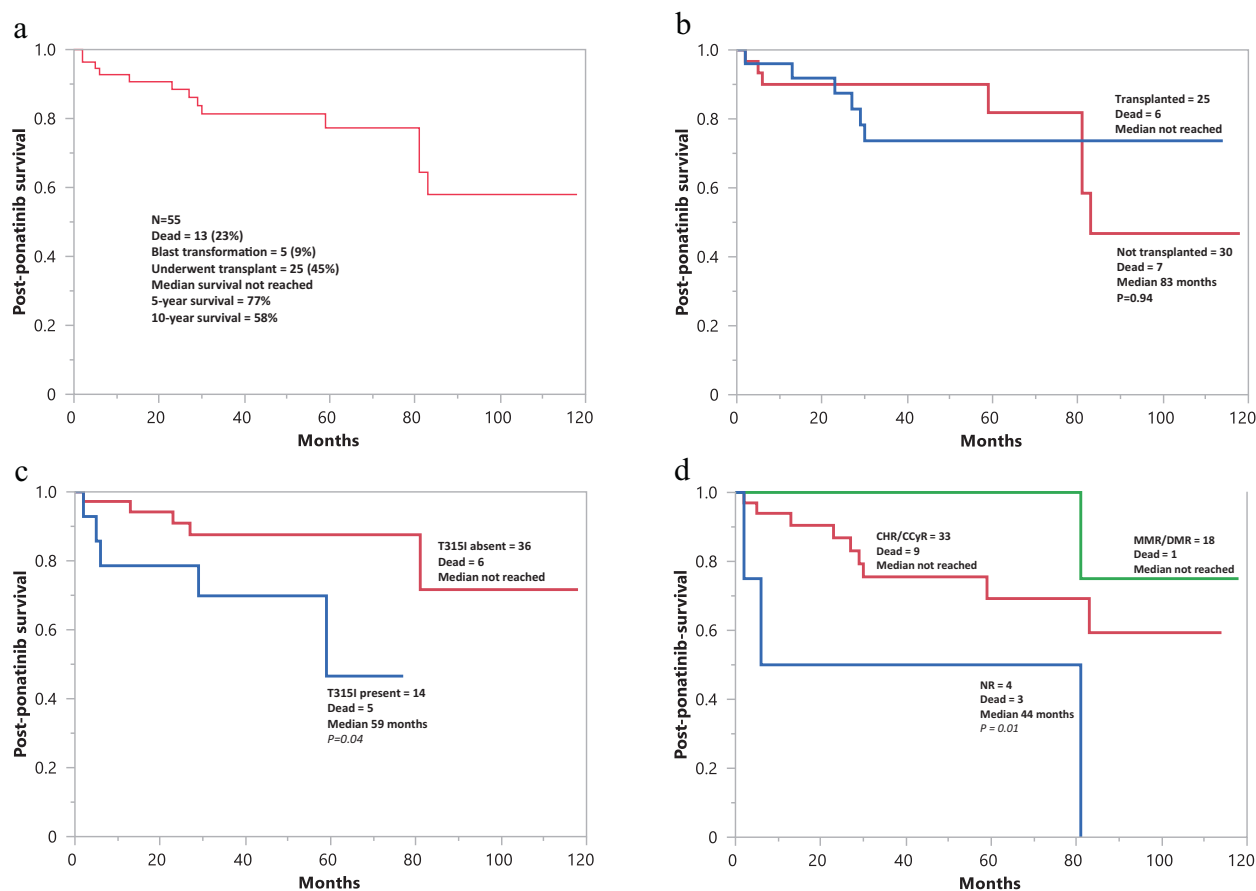 a
Post-ponatinib survival
1.0
0.8
0.6
0.4
0.2
0
N=55
Dead = 13 (23%)
Blast transformation = 5 (9%)
Underwent transplant = 25 (45%)
Median survival not reached
5-year survival = 77%
10-year survival = 58%
0 20 40 60 80 100 120
Months
b
Post-ponatinib survival
1.0
0.8
0.6
0.4
0.2
0
Transplanted = 25
Dead = 6
Median not reached
Not transplanted = 30
Dead = 7
Median 83 months
P=0.94
0 20 40 60 80 100 120
Months
c
Post-ponatinib survival
1.0
0.8
0.6
0.4
0.2
0
T315I absent = 36
Dead = 6
Median not reached
T315I present = 14
Dead = 5
Median 59 months
P=0.04
0 20 40 60 80 100 120
Months
d
Post-ponatinib-survival
1.0
0.8
0.6
0.4
0.2
0
CHR/CCyR = 33
Dead = 9
Median not reached
MMR/DMR = 18
Dead = 1
Median not reached
NR = 4
Dead = 3
Median 44 months
P = 0.01
0 20 40 60 80 100 120
Months